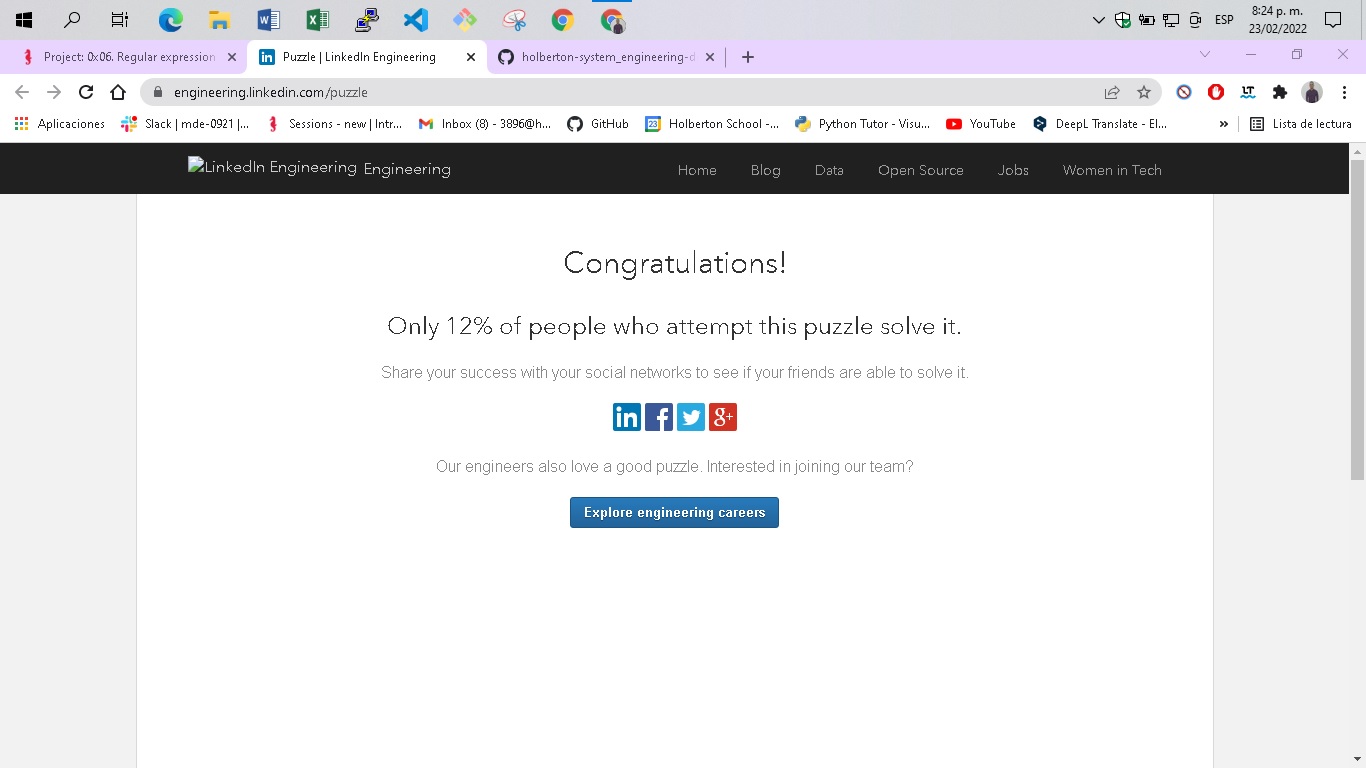 ESP
8:24 p. m.
23/02/2022
Project: 0x06. Regular expression
Puzzle | LinkedIn Engineering
holberton-system_engineering-d
engineering.linkedin.com/puzzle
Aplicaciones
Slack | mde-0921 |...
Sessions - new | Intr...
Inbox (8) - 3896@h...
GitHub
23
Holberton School -...
Python Tutor - Visu...
YouTube
DeepL Translate - El...
»
Lista de lectura
LinkedIn Engineering Engineering
Home
Blog
Data
Open Source
Jobs
Women in Tech
Congratulations!
Only 12% of people who attempt this puzzle solve it.
Share your success with your social networks to see if your friends are able to solve it.
in f g+
Our engineers also love a good puzzle. Interested in joining our team?
Explore engineering careers